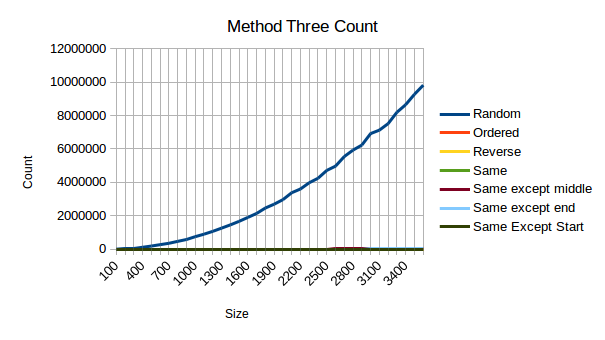 Method Three Count
12000000
10000000
8000000
6000000
4000000
2000000
0
Count
100
400
700
1000
1300
1600
1900
2200
2500
2800
3100
3400
Size
Random
Ordered
Reverse
Same
Same except middle
Same except end
Same Except Start